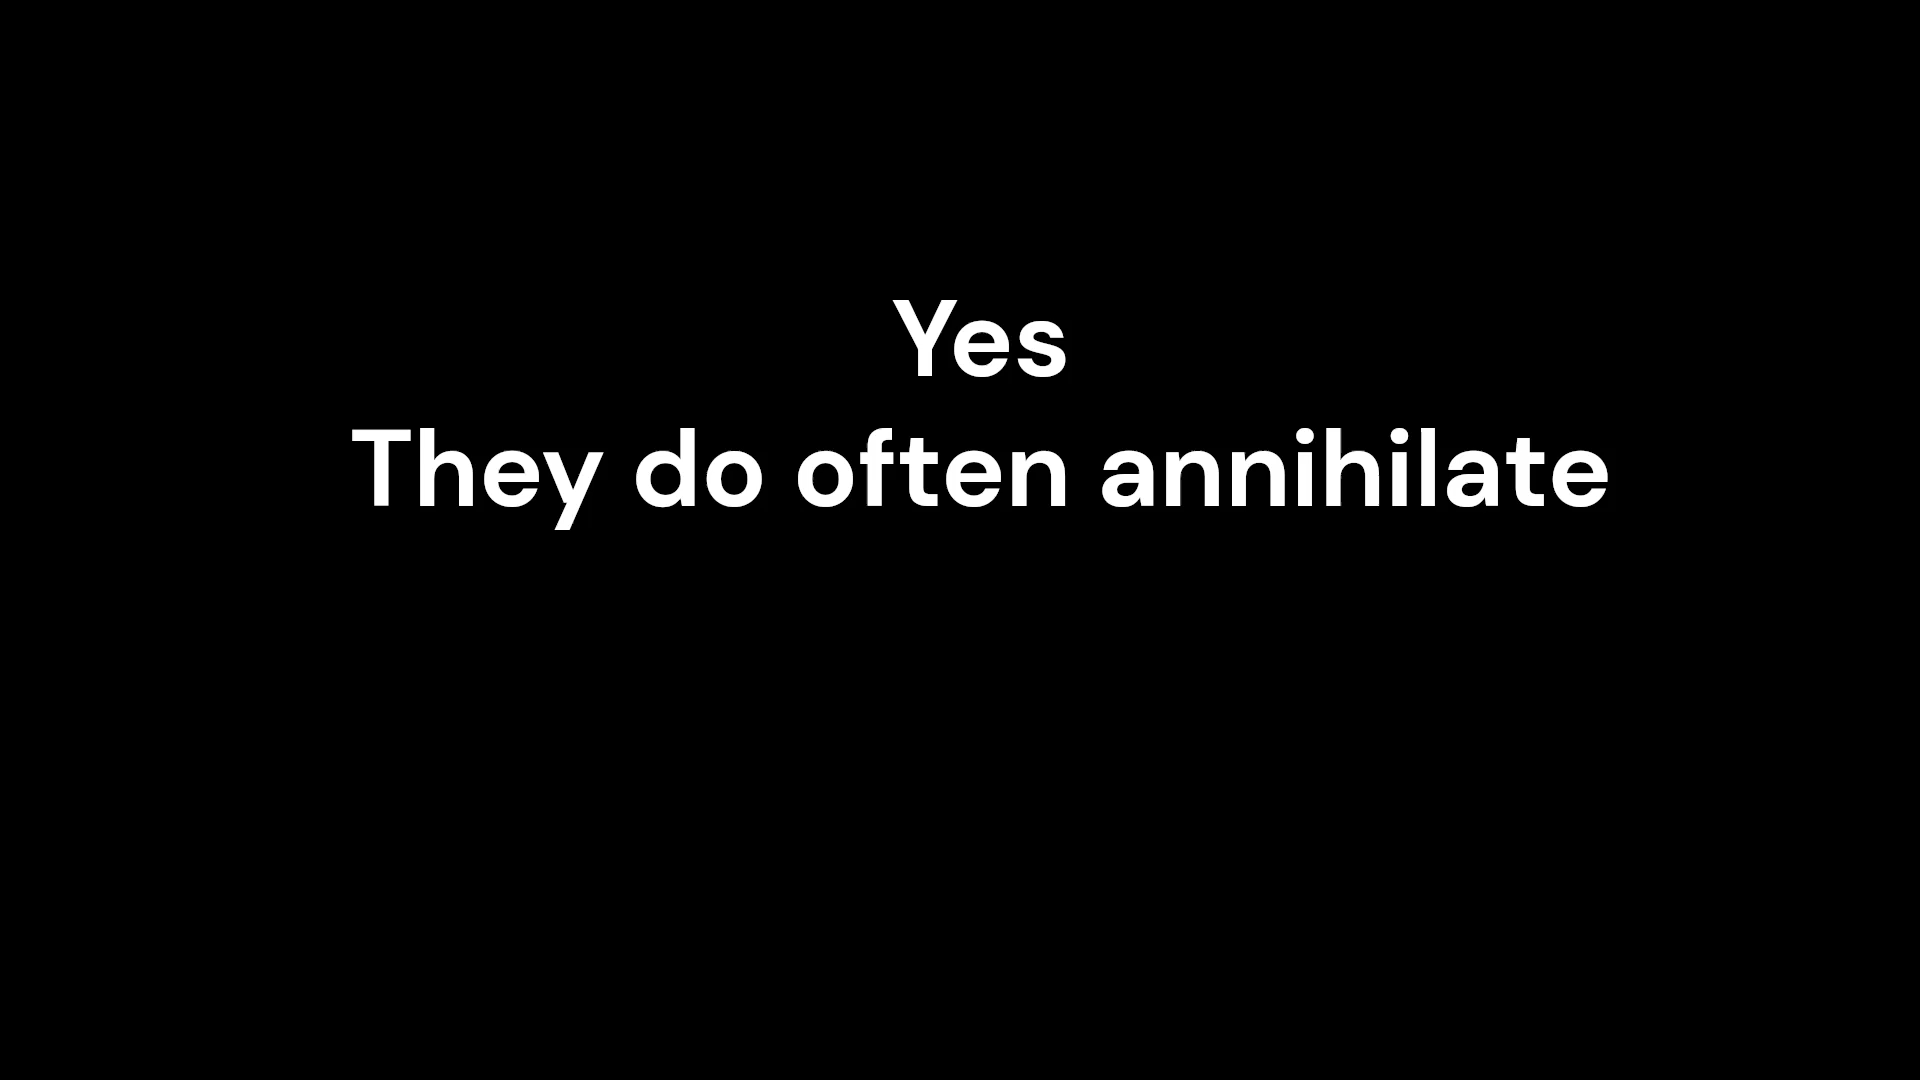 Yes
They do often annihilate